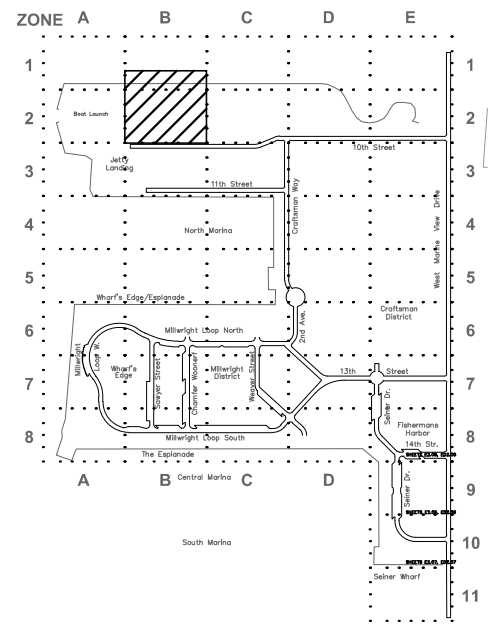 ZONE A B C D E
1 1
Boat Launch 2 2
10th Street
Jetty
Landing
3 3
11th Street
Craftsman Way
West Marine View Drive
4 4
North Marina
5 5
Wharf's Edge/Esplanade
Craftsman
District
6 6
Millwright Loop North
2nd Ave.
Millwright
Loop W.
Wharf's
Edge
Sawyer Street
Chamfer Woonerf
Millwright
District
Weaver Street
13th Street
7 7
Seiner Dr.
Fishermans
Harbor
8 8
Millwright Loop South
14th Str.
The Esplanade
A B C D
Central Marina
Seiner Dr.
9
South Marina
10
Seiner Wharf
11